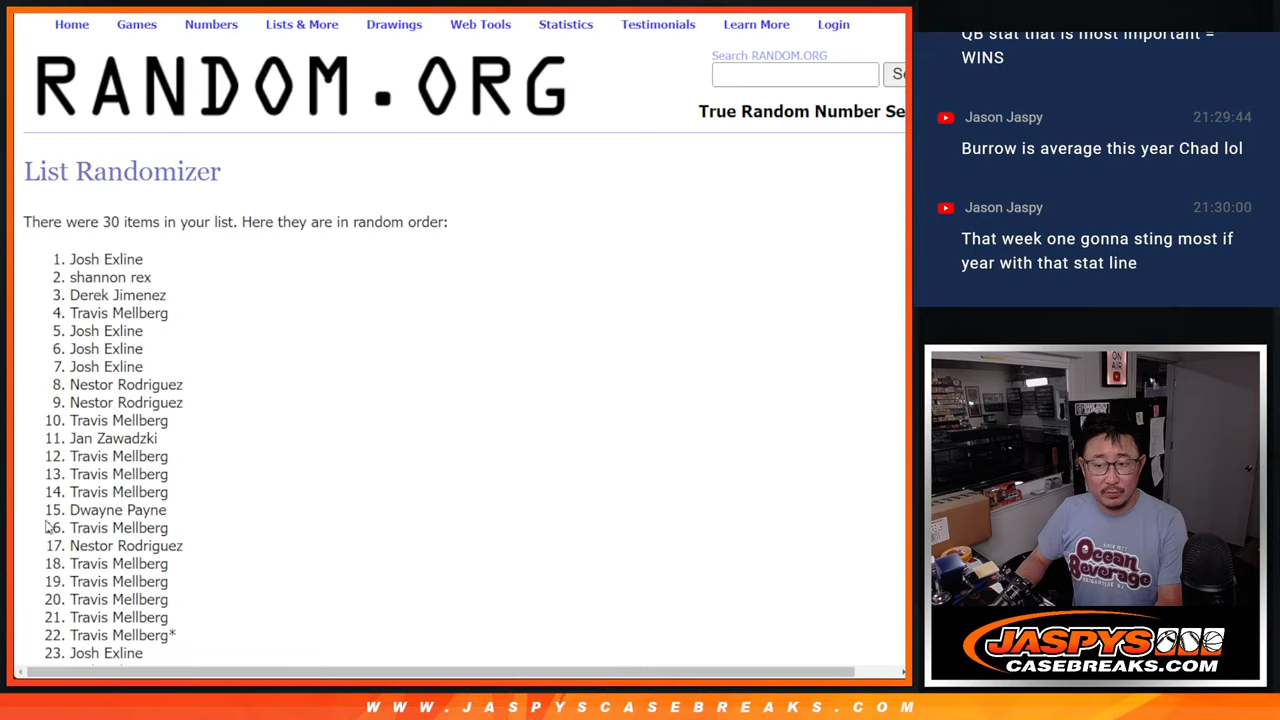 Home Games Numbers Lists & More Drawings Web Tools Statistics Testimonials Learn More Login
RANDOM.ORG
Search RANDOM.ORG
True Random Number Se
List Randomizer
There were 30 items in your list. Here they are in random order:
1. Josh Exline
2. shannon rex
3. Derek Jimenez
4. Travis Mellberg
5. Josh Exline
6. Josh Exline
7. Josh Exline
8. Nestor Rodriguez
9. Nestor Rodriguez
10. Travis Mellberg
11. Jan Zawadzki
12. Travis Mellberg
13. Travis Mellberg
14. Travis Mellberg
15. Dwayne Payne
16. Travis Mellberg
17. Nestor Rodriguez
18. Travis Mellberg
19. Travis Mellberg
20. Travis Mellberg
21. Travis Mellberg
22. Travis Mellberg*
23. Josh Exline
QB stat that is most important =
WINS
Jason Jaspy 21:29:44
Burrow is average this year Chad lol
Jason Jaspy 21:30:00
That week one gonna sting most if
year with that stat line
ON
AIR
Ocean
Beverage
JASPYS
CASEBREAKS.COM
WWW.JASPYSCASEBREAKS.COM